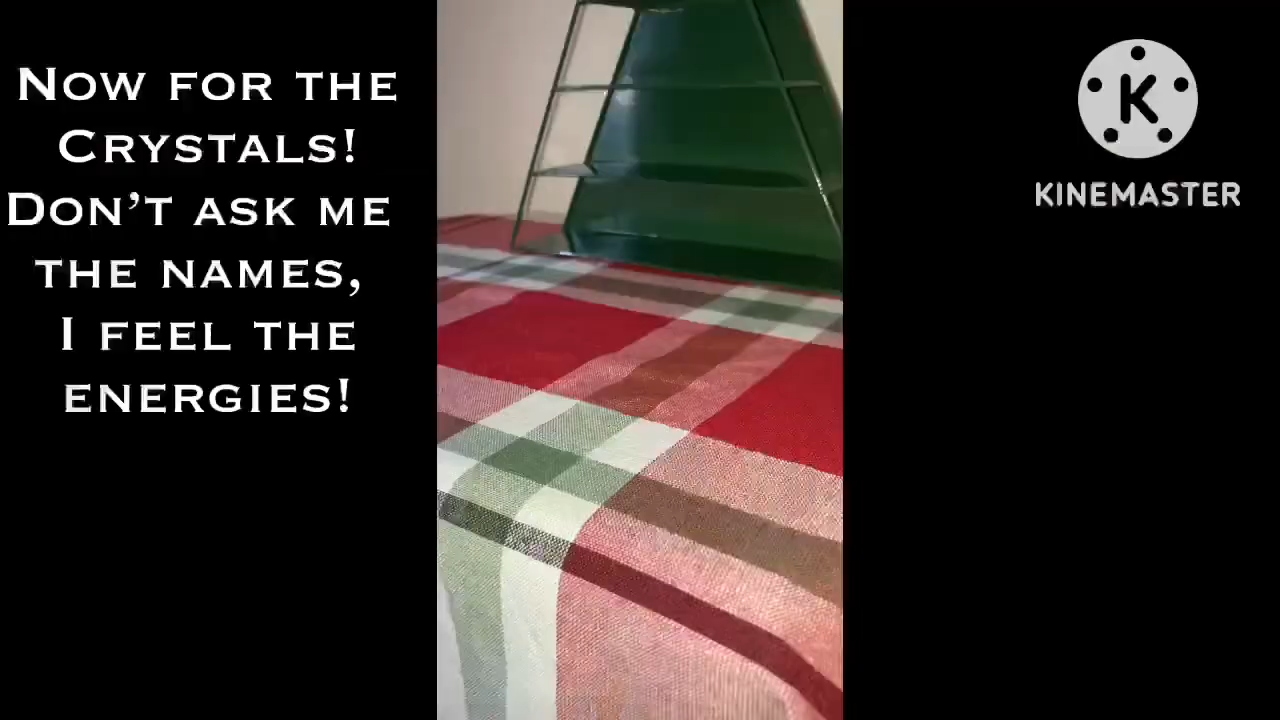 NOW FOR THE
CRYSTALS!
DON'T ASK ME
THE NAMES,
I FEEL THE
ENERGIES!
K
KINEMASTER